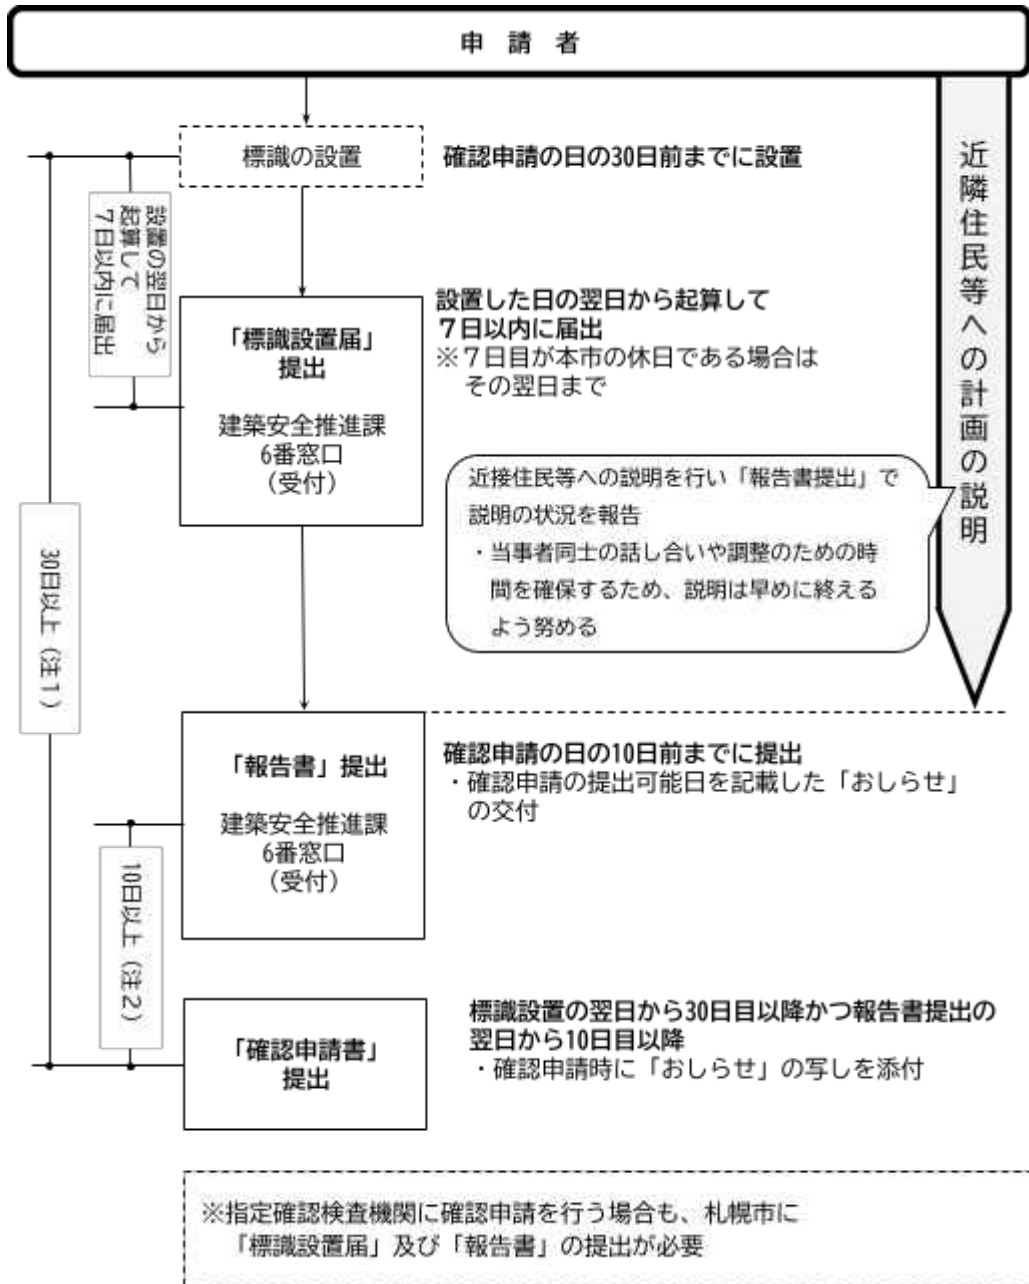 申 請 者
標識の設置
確認申請の日の30日前までに設置
設置の翌日から
起算して
７日以内に届出
近隣住民等への計画の説明
「標識設置届」
提出
建築安全推進課
6番窓口
（受付）
設置した日の翌日から起算して
７日以内に届出
※７日目が本市の休日である場合は
その翌日まで
近接住民等への説明を行い「報告書提出」で
説明の状況を報告
・当事者同士の話し合いや調整のための時
間を確保するため、説明は早めに終える
よう努める
30日以上（注１）
「報告書」提出
建築安全推進課
6番窓口
（受付）
確認申請の日の10日前までに提出
・確認申請の提出可能日を記載した「おしらせ」
の交付
10日以上（注２）
「確認申請書」
提出
標識設置の翌日から30日目以降かつ報告書提出の
翌日から10日目以降
・確認申請時に「おしらせ」の写しを添付
※指定確認検査機関に確認申請を行う場合も、札幌市に
「標識設置届」及び「報告書」の提出が必要